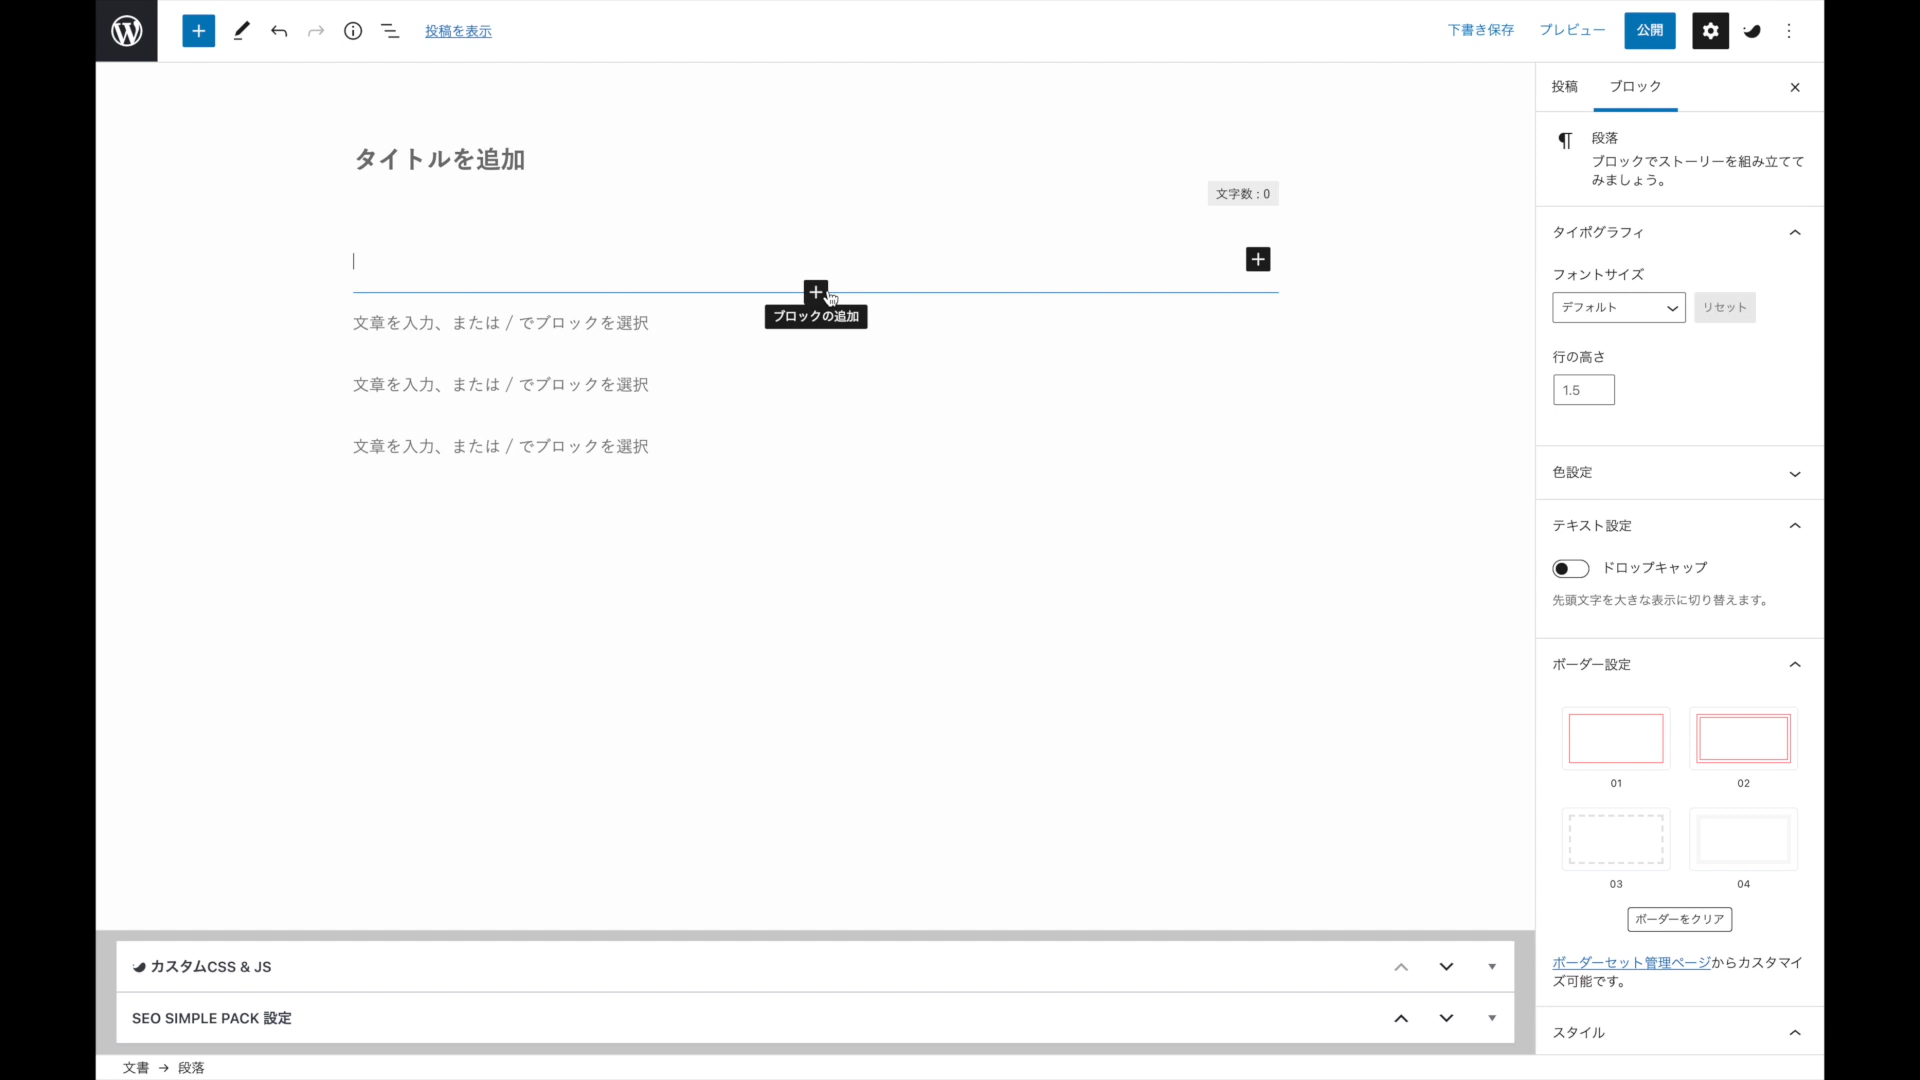 投稿を表示
下書き保存 プレビュー 公開
タイトルを追加
文字数 : 0
ブロックの追加
文章を入力、または / でブロックを選択
文章を入力、または / でブロックを選択
文章を入力、または / でブロックを選択
投稿 ブロック
段落
ブロックでストーリーを組み立てて
みましょう。
タイポグラフィ
フォントサイズ
デフォルト リセット
行の高さ
1.5
色設定
テキスト設定
ドロップキャップ
先頭文字を大きな表示に切り替えます。
ボーダー設定
01 02
03 04
ボーダーをクリア
ボーダーセット管理ページからカスタマイ
ズ可能です。
スタイル
カスタムCSS & JS
SEO SIMPLE PACK 設定
文書 → 段落